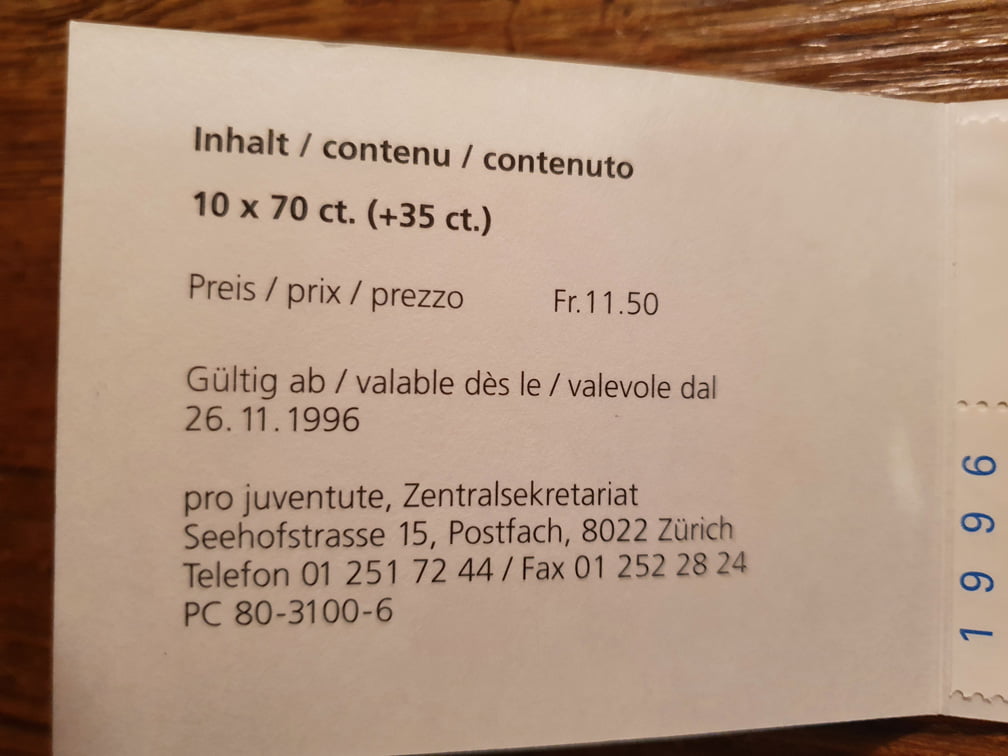 Inhalt / contenu / contenuto
10 x 70 ct. (+35 ct.)
Preis / prix / prezzo Fr.11.50
Gültig ab / valable dès le / valevole dal
26.11.1996
pro juventute, Zentralsekretariat
Seehofstrasse 15, Postfach, 8022 Zürich
Telefon 01 251 72 44 / Fax 01 252 28 24
PC 80-3100-6
1996